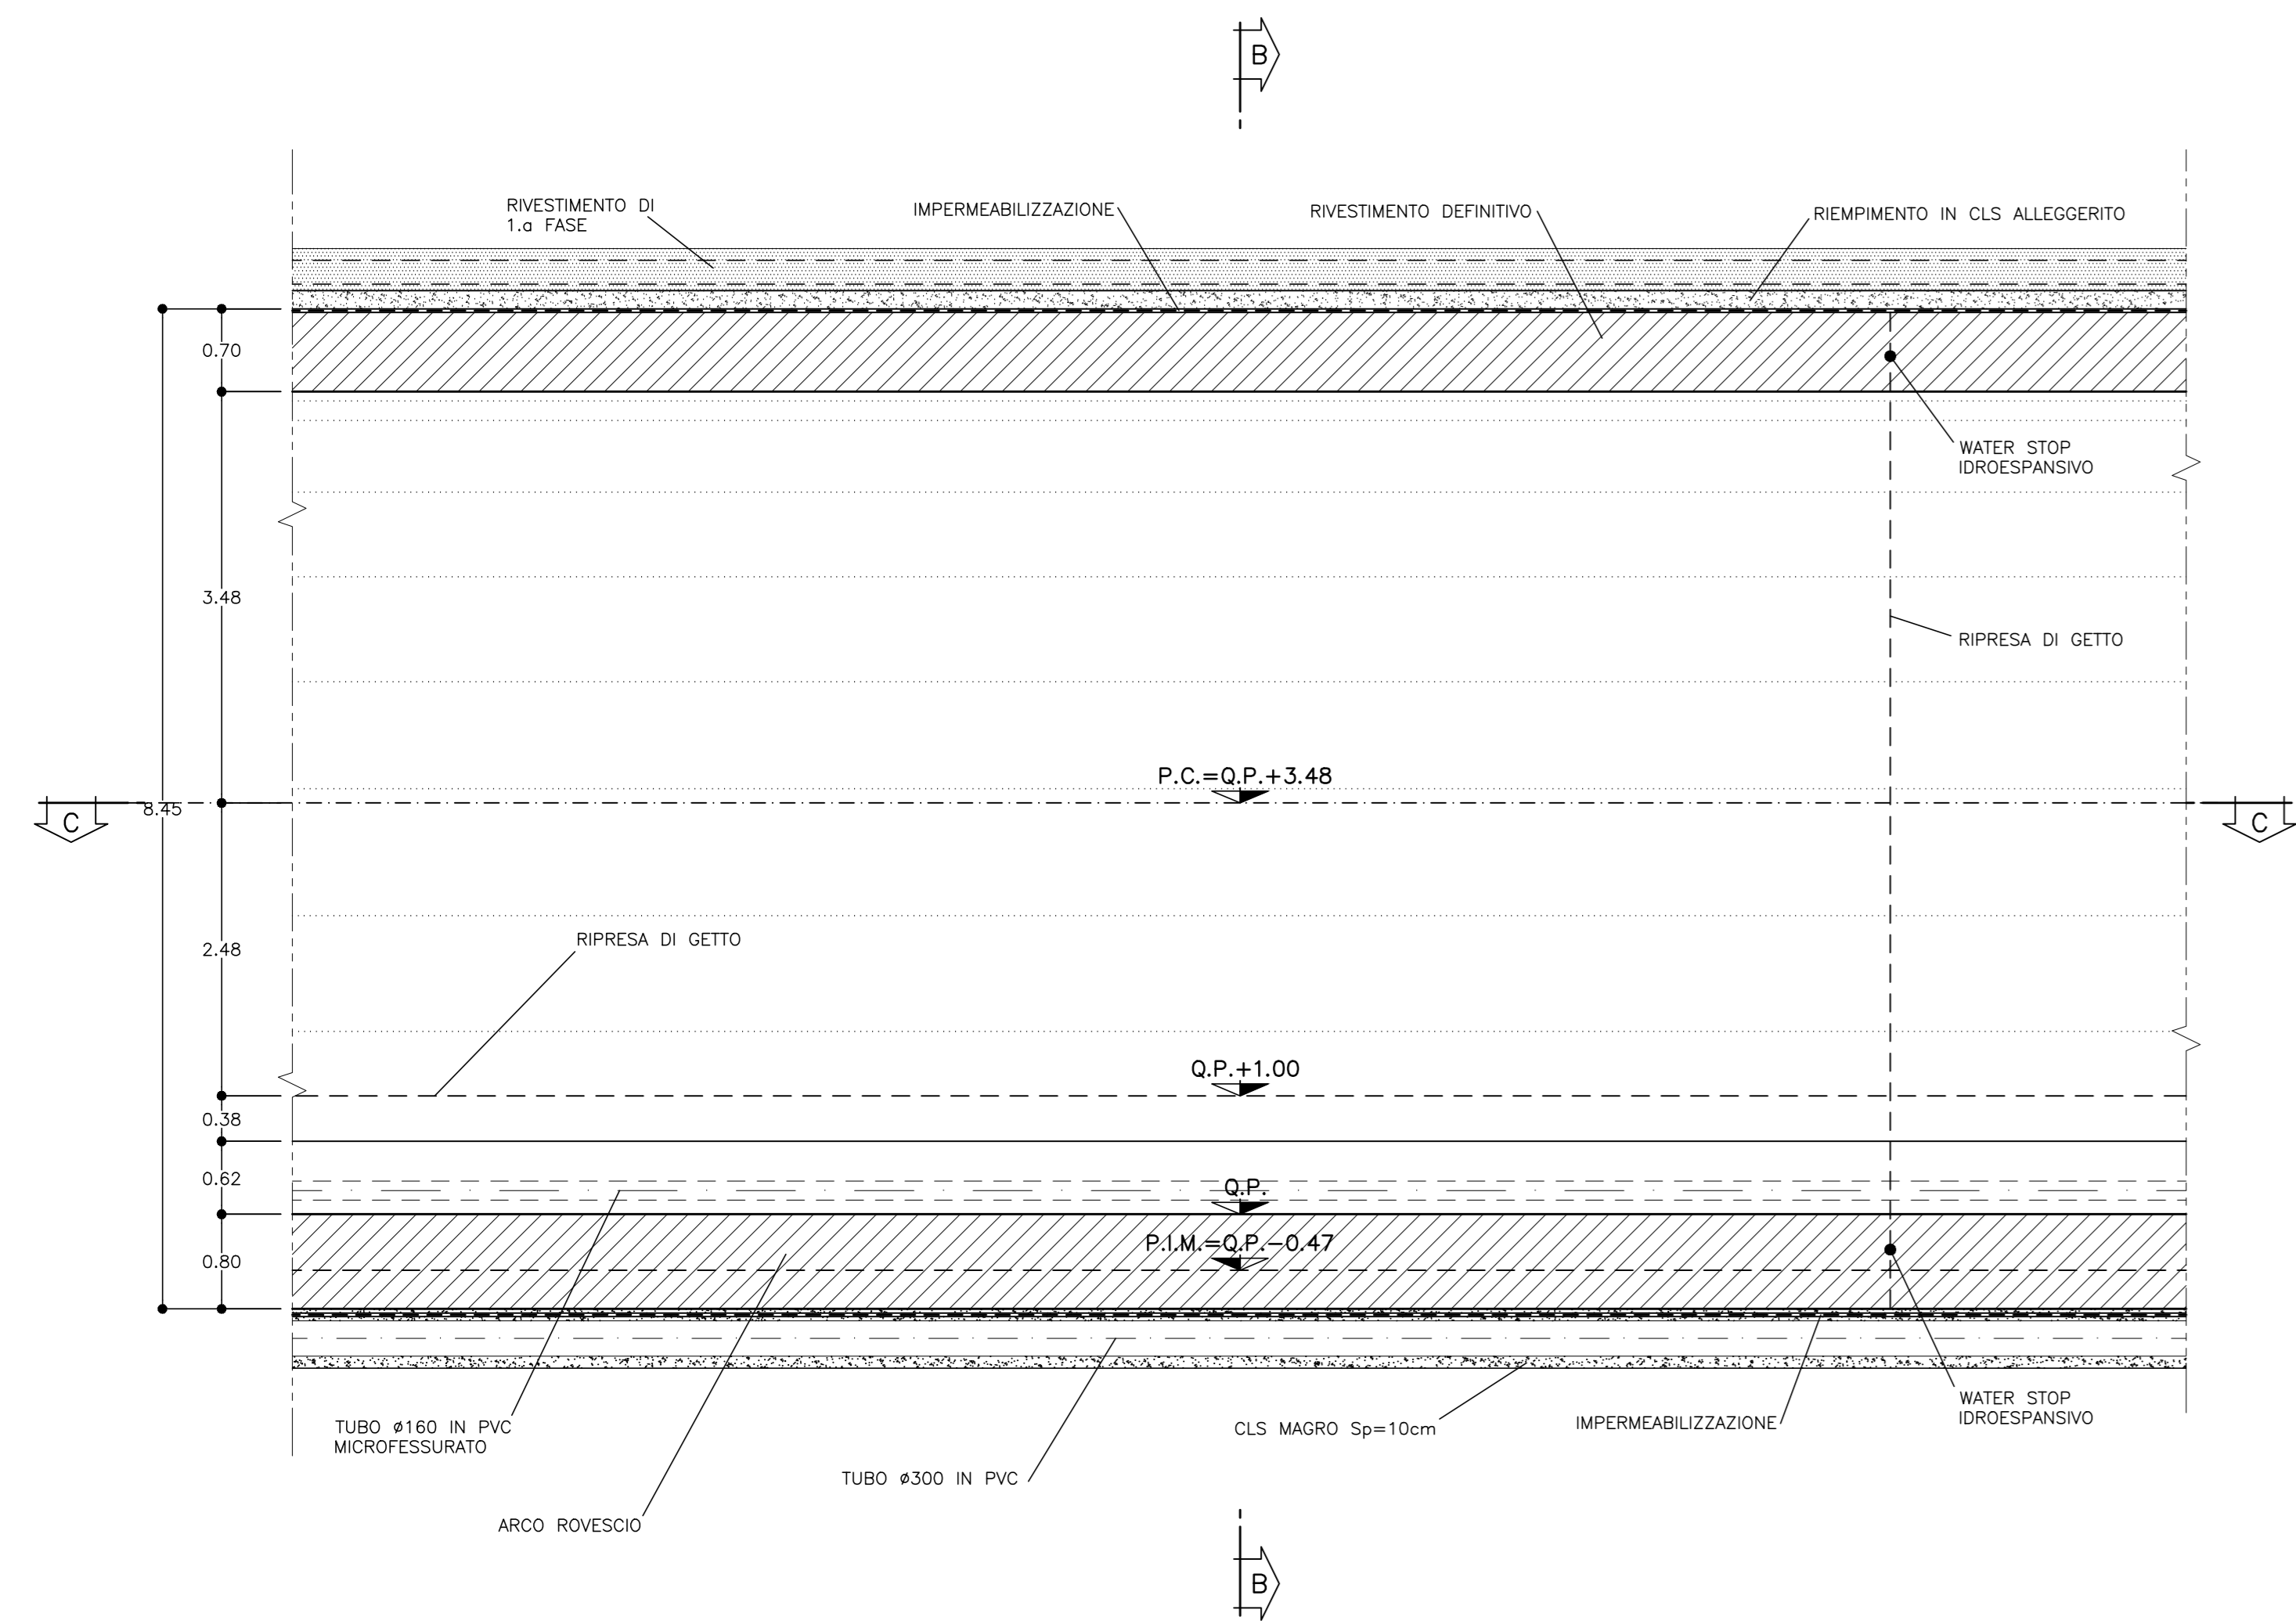 B
RIVESTIMENTO DI
1.a FASE
IMPERMEABILIZZAZIONE
RIVESTIMENTO DEFINITIVO
RIEMPIMENTO IN CLS ALLEGGERITO
0.70
WATER STOP
IDROESPANSIVO
3.48
RIPRESA DI GETTO
P.C.=Q.P.+3.48
8.45
C
C
RIPRESA DI GETTO
2.48
Q.P.+1.00
0.38
0.62
Q.P.
P.I.M.=Q.P.-0.47
0.80
TUBO ø160 IN PVC
MICROFESSURATO
CLS MAGRO Sp=10cm
IMPERMEABILIZZAZIONE
WATER STOP
IDROESPANSIVO
TUBO ø300 IN PVC
ARCO ROVESCIO
B